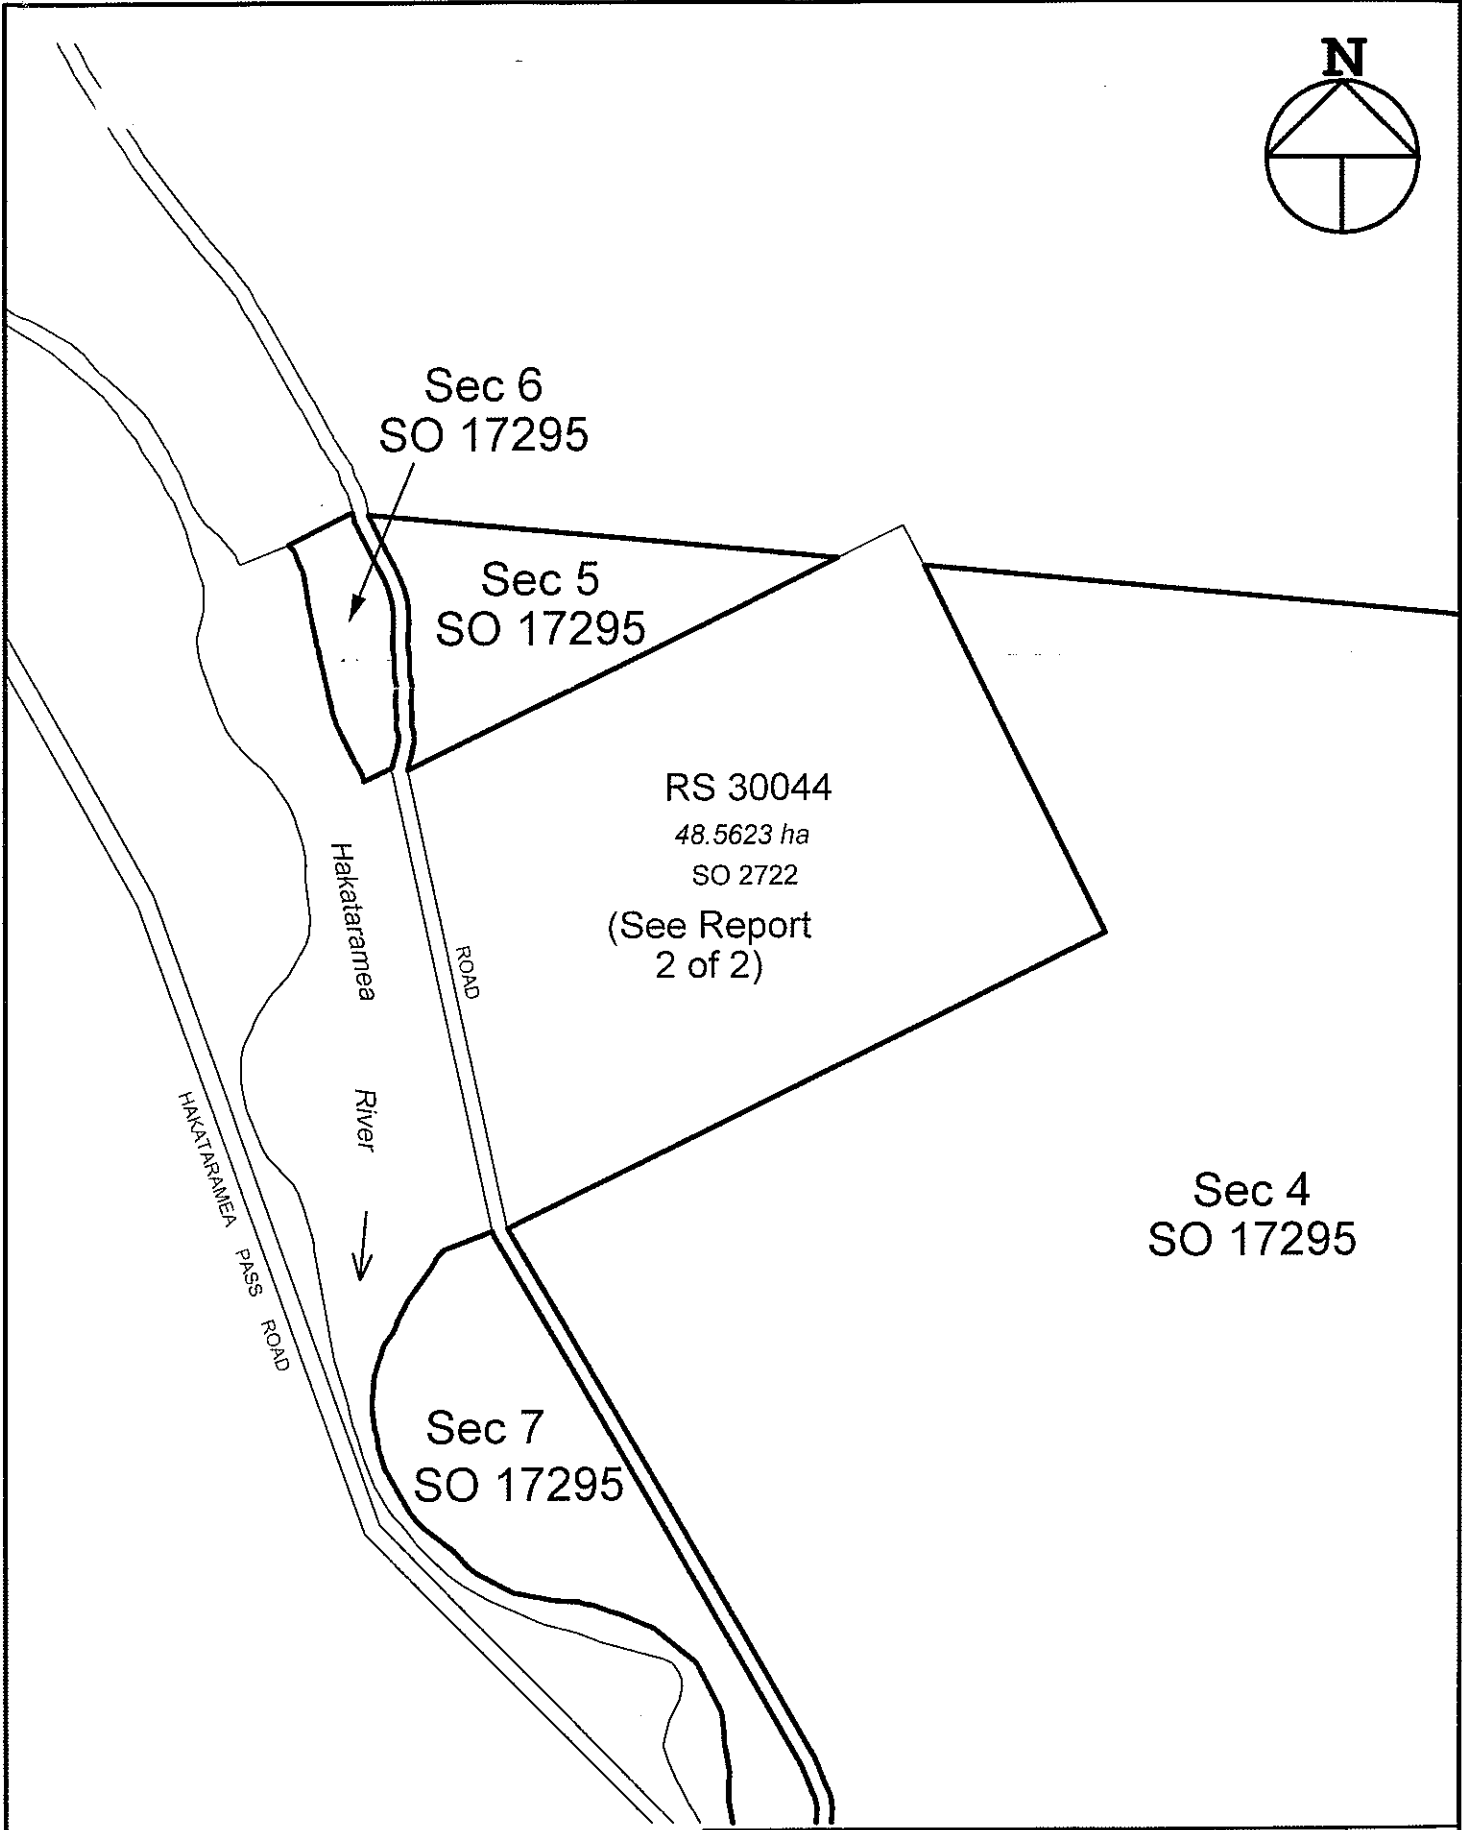 N
Sec 6
SO 17295
Sec 5
SO 17295
RS 30044
48.5623 ha
SO 2722
(See Report
2 of 2)
Hakataramea River
ROAD
HAKATARAMEA PASS ROAD
Sec 4
SO 17295
Sec 7
SO 17295